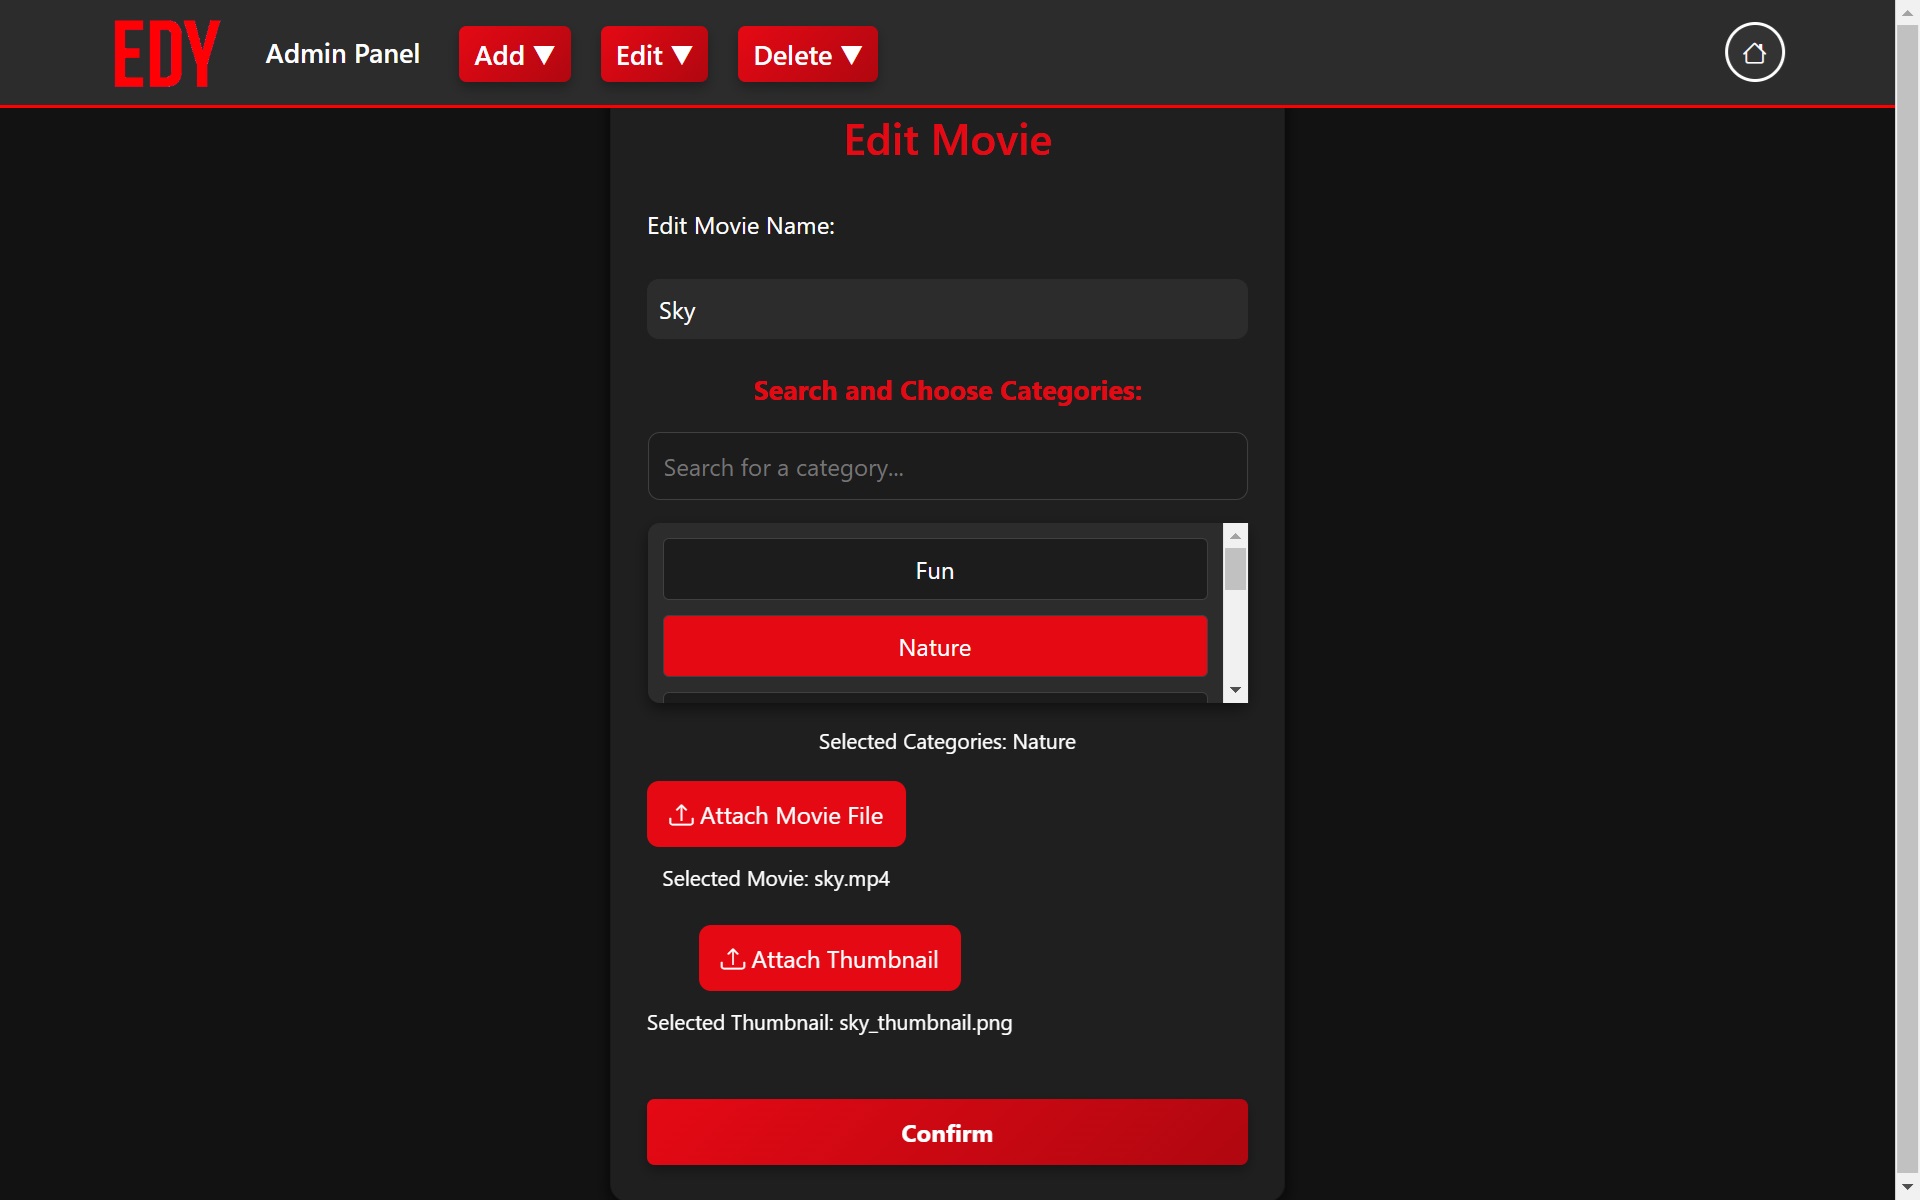 EDY
Admin Panel
Add ▼
Edit ▼
Delete ▼
Edit Movie
Edit Movie Name:
Sky
Search and Choose Categories:
Search for a category...
Fun
Nature
Selected Categories: Nature
Attach Movie File
Selected Movie: sky.mp4
Attach Thumbnail
Selected Thumbnail: sky_thumbnail.png
Confirm